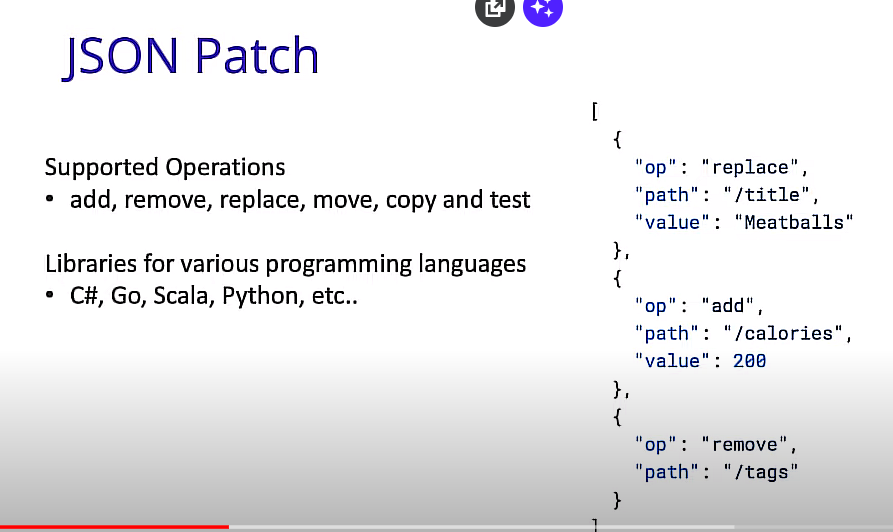 JSON Patch
Supported Operations
• add, remove, replace, move, copy and test
Libraries for various programming languages
• C#, Go, Scala, Python, etc..
[
{
"op": "replace",
"path": "/title",
"value": "Meatballs"
},
{
"op": "add",
"path": "/calories",
"value": 200
},
{
"op": "remove",
"path": "/tags"
}
]